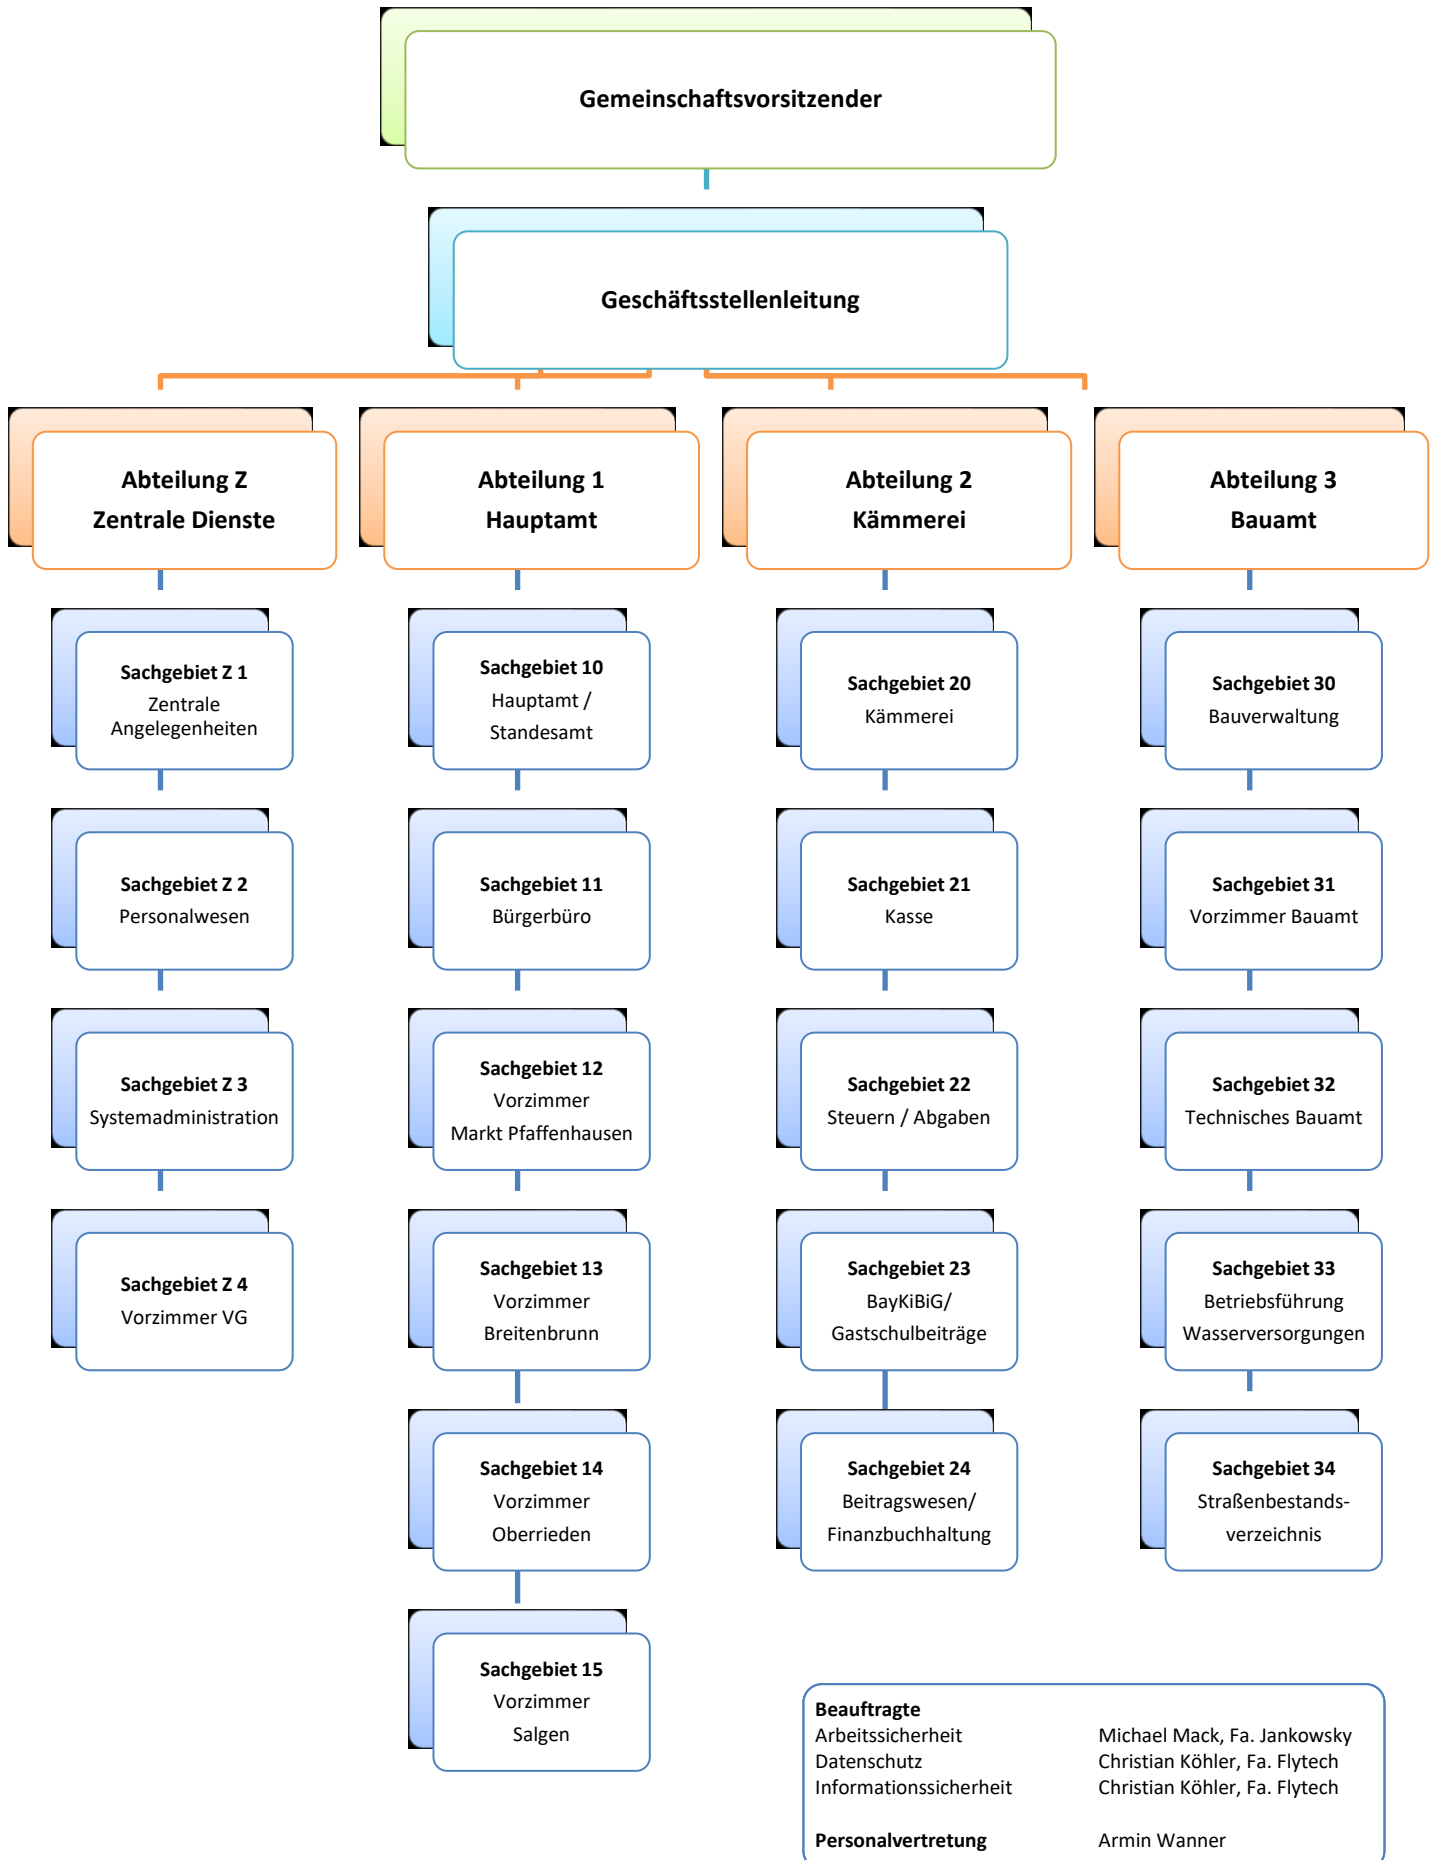 Gemeinschaftsvorsitzender
Geschäftsstellenleitung
Abteilung Z
Zentrale Dienste
Abteilung 1
Hauptamt
Abteilung 2
Kämmerei
Abteilung 3
Bauamt
Sachgebiet Z 1
Zentrale
Angelegenheiten
Sachgebiet Z 2
Personalwesen
Sachgebiet Z 3
Systemadministration
Sachgebiet Z 4
Vorzimmer VG
Sachgebiet 10
Hauptamt /
Standesamt
Sachgebiet 11
Bürgerbüro
Sachgebiet 12
Vorzimmer
Markt Pfaffenhausen
Sachgebiet 13
Vorzimmer
Breitenbrunn
Sachgebiet 14
Vorzimmer
Oberrieden
Sachgebiet 15
Vorzimmer
Salgen
Sachgebiet 20
Kämmerei
Sachgebiet 21
Kasse
Sachgebiet 22
Steuern / Abgaben
Sachgebiet 23
BayKiBiG/
Gastschulbeiträge
Sachgebiet 24
Beitragswesen/
Finanzbuchhaltung
Sachgebiet 30
Bauverwaltung
Sachgebiet 31
Vorzimmer Bauamt
Sachgebiet 32
Technisches Bauamt
Sachgebiet 33
Betriebsführung
Wasserversorgungen
Sachgebiet 34
Straßenbestands-
verzeichnis
Beauftragte
Arbeitssicherheit Michael Mack, Fa. Jankowsky
Datenschutz Christian Köhler, Fa. Flytech
Informationssicherheit Christian Köhler, Fa. Flytech
Personalvertretung Armin Wanner